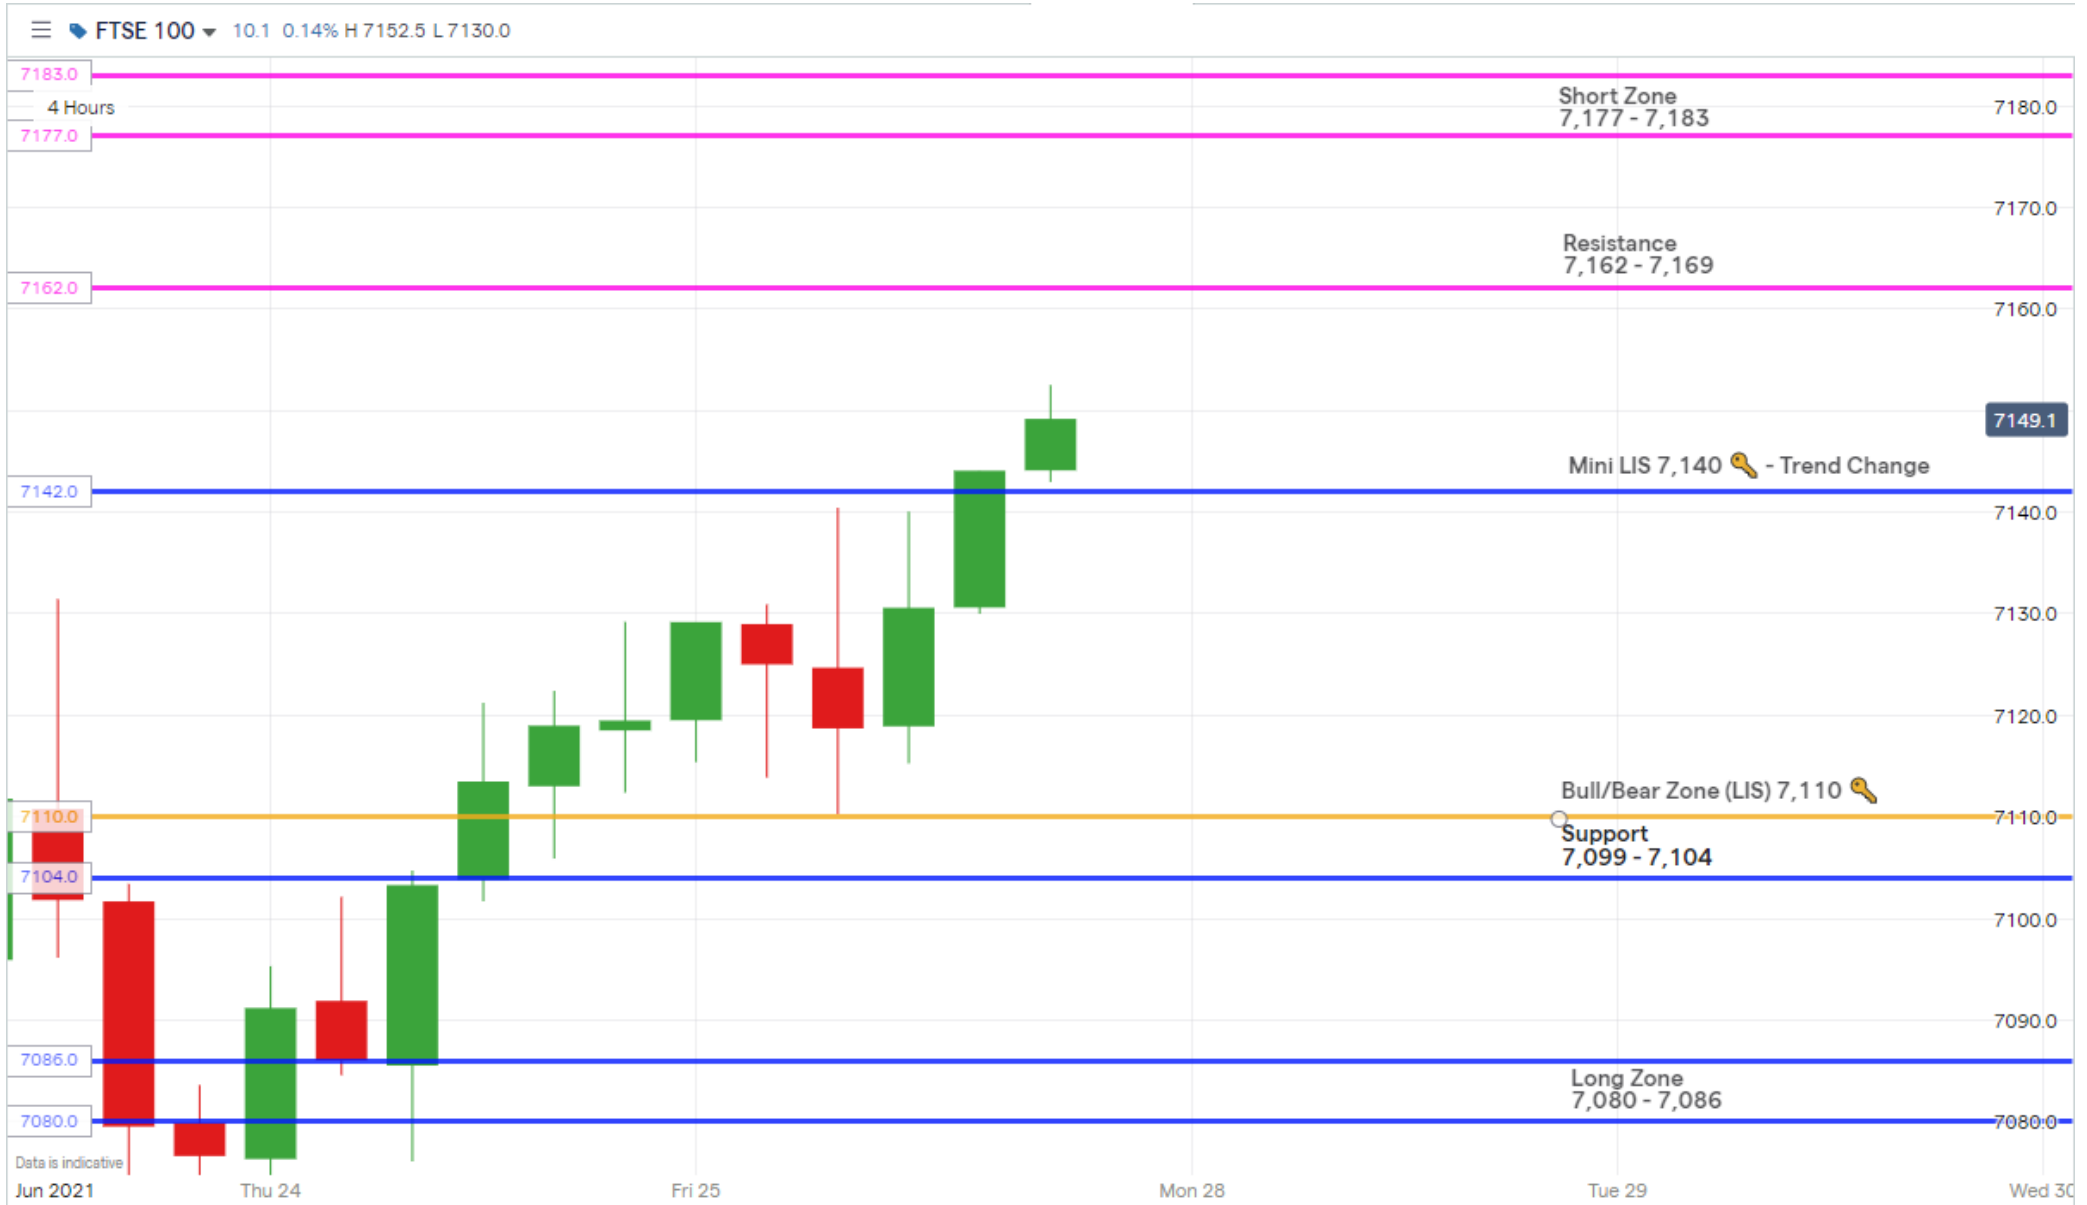 FTSE 100 10.1 0.14% H 7152.5 L 7130.0
7183.0
4 Hours
7177.0
7162.0
7142.0
7110.0
7104.0
7086.0
7080.0
Short Zone
7,177 - 7,183
Resistance
7,162 - 7,169
Mini LIS 7,140 🔑 - Trend Change
Bull/Bear Zone (LIS) 7,110 🔑
Support
7,099 - 7,104
Long Zone
7,080 - 7,086
7180.0
7170.0
7160.0
7149.1
7140.0
7130.0
7120.0
7110.0
7100.0
7090.0
7080.0
Data is indicative
Jun 2021 Thu 24 Fri 25 Mon 28 Tue 29 Wed 30